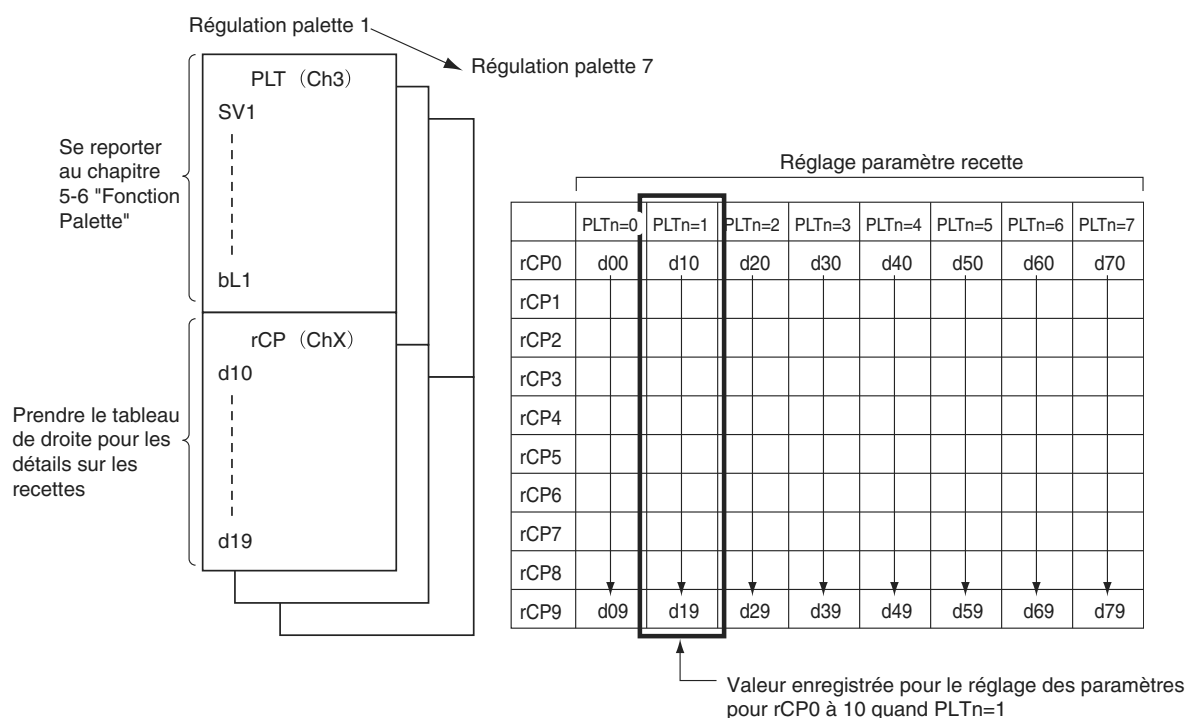 Régulation palette 1
Régulation palette 7
PLT (Ch3)
SV1
bL1
Se reporter
au chapitre
5-6 "Fonction
Palette"
rCP (ChX)
d10
d19
Prendre le tableau
de droite pour les
détails sur les
recettes
Réglage paramètre recette
PLTn=0 PLTn=1 PLTn=2 PLTn=3 PLTn=4 PLTn=5 PLTn=6 PLTn=7
rCP0 d00 d10 d20 d30 d40 d50 d60 d70
rCP1
rCP2
rCP3
rCP4
rCP5
rCP6
rCP7
rCP8
rCP9 d09 d19 d29 d39 d49 d59 d69 d79
Valeur enregistrée pour le réglage des paramètres
pour rCP0 à 10 quand PLTn=1